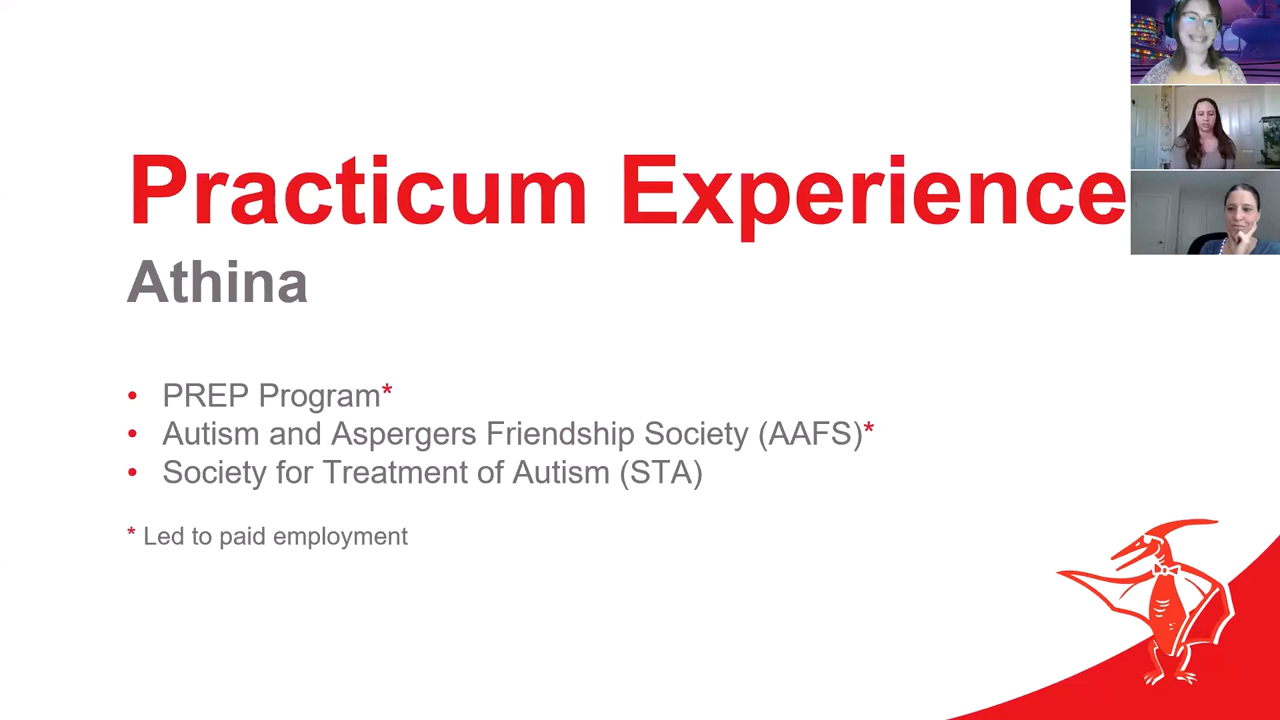 Practicum Experience
Athina
• PREP Program*
• Autism and Aspergers Friendship Society (AAFS)*
• Society for Treatment of Autism (STA)
* Led to paid employment